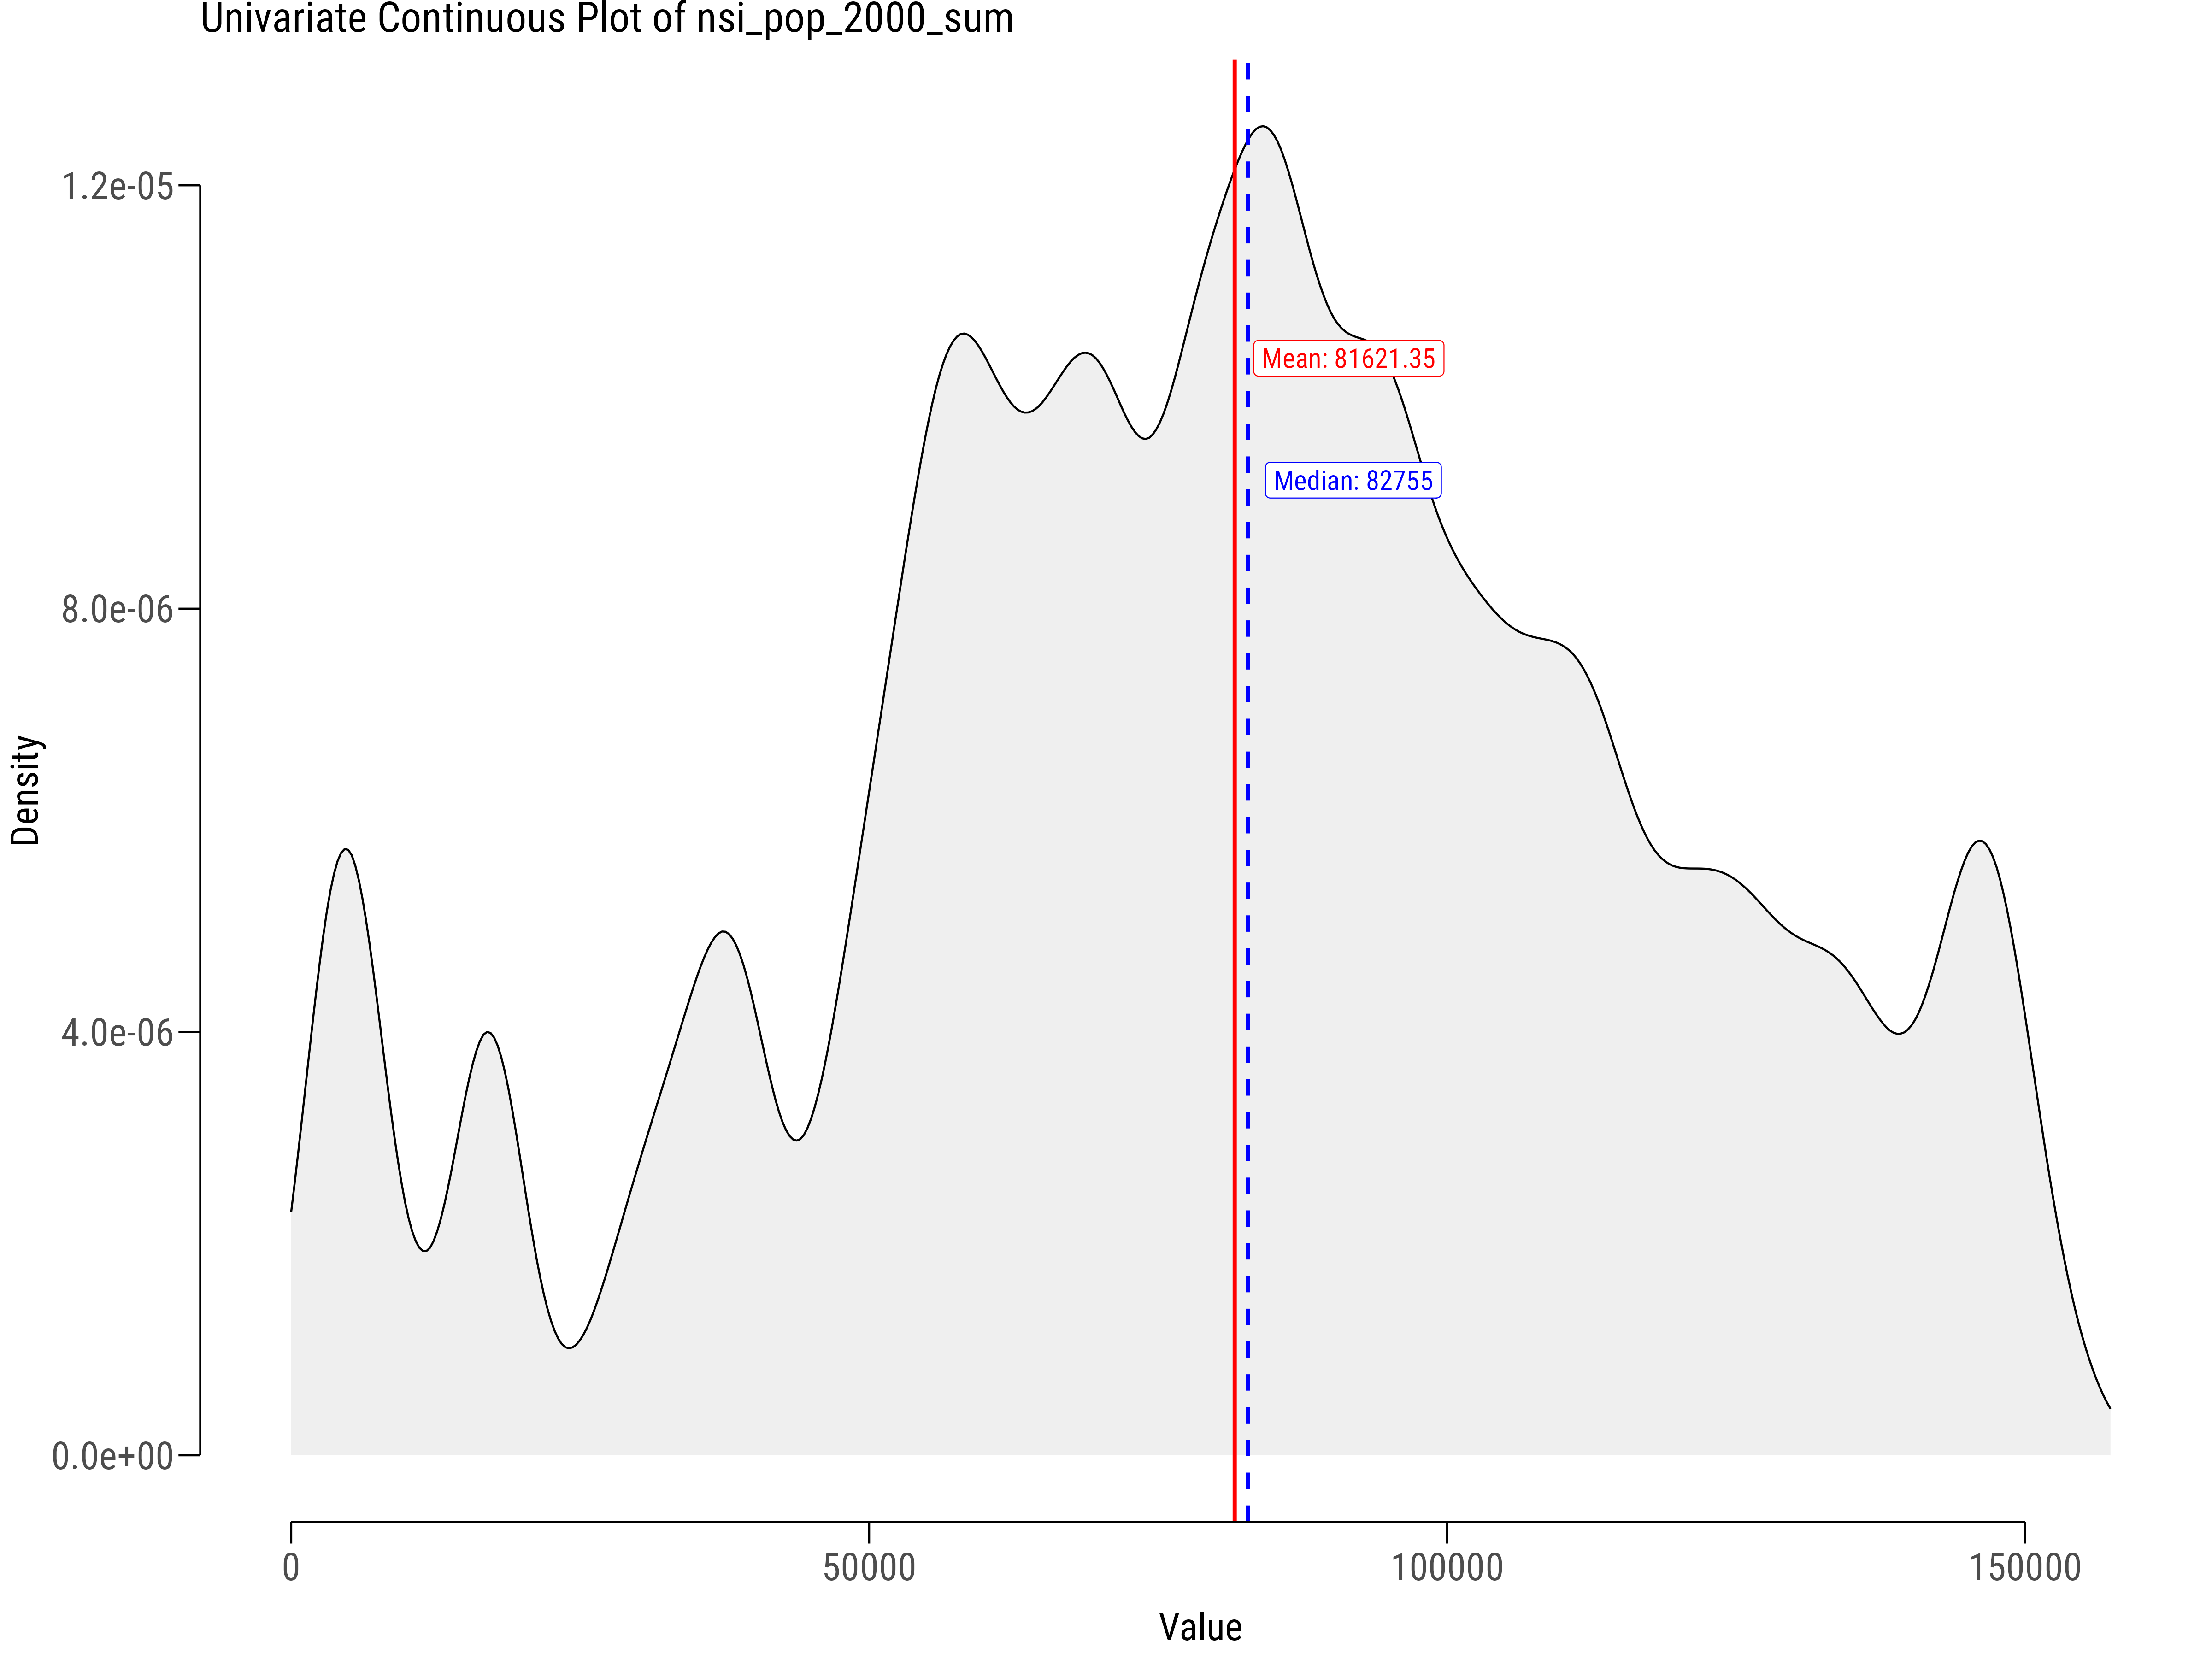 Univariate Continuous Plot of nsi_pop_2000_sum
1.2e-05
8.0e-06
4.0e-06
0.0e+00
Density
Mean: 81621.35
Median: 82755
0
50000
100000
150000
Value